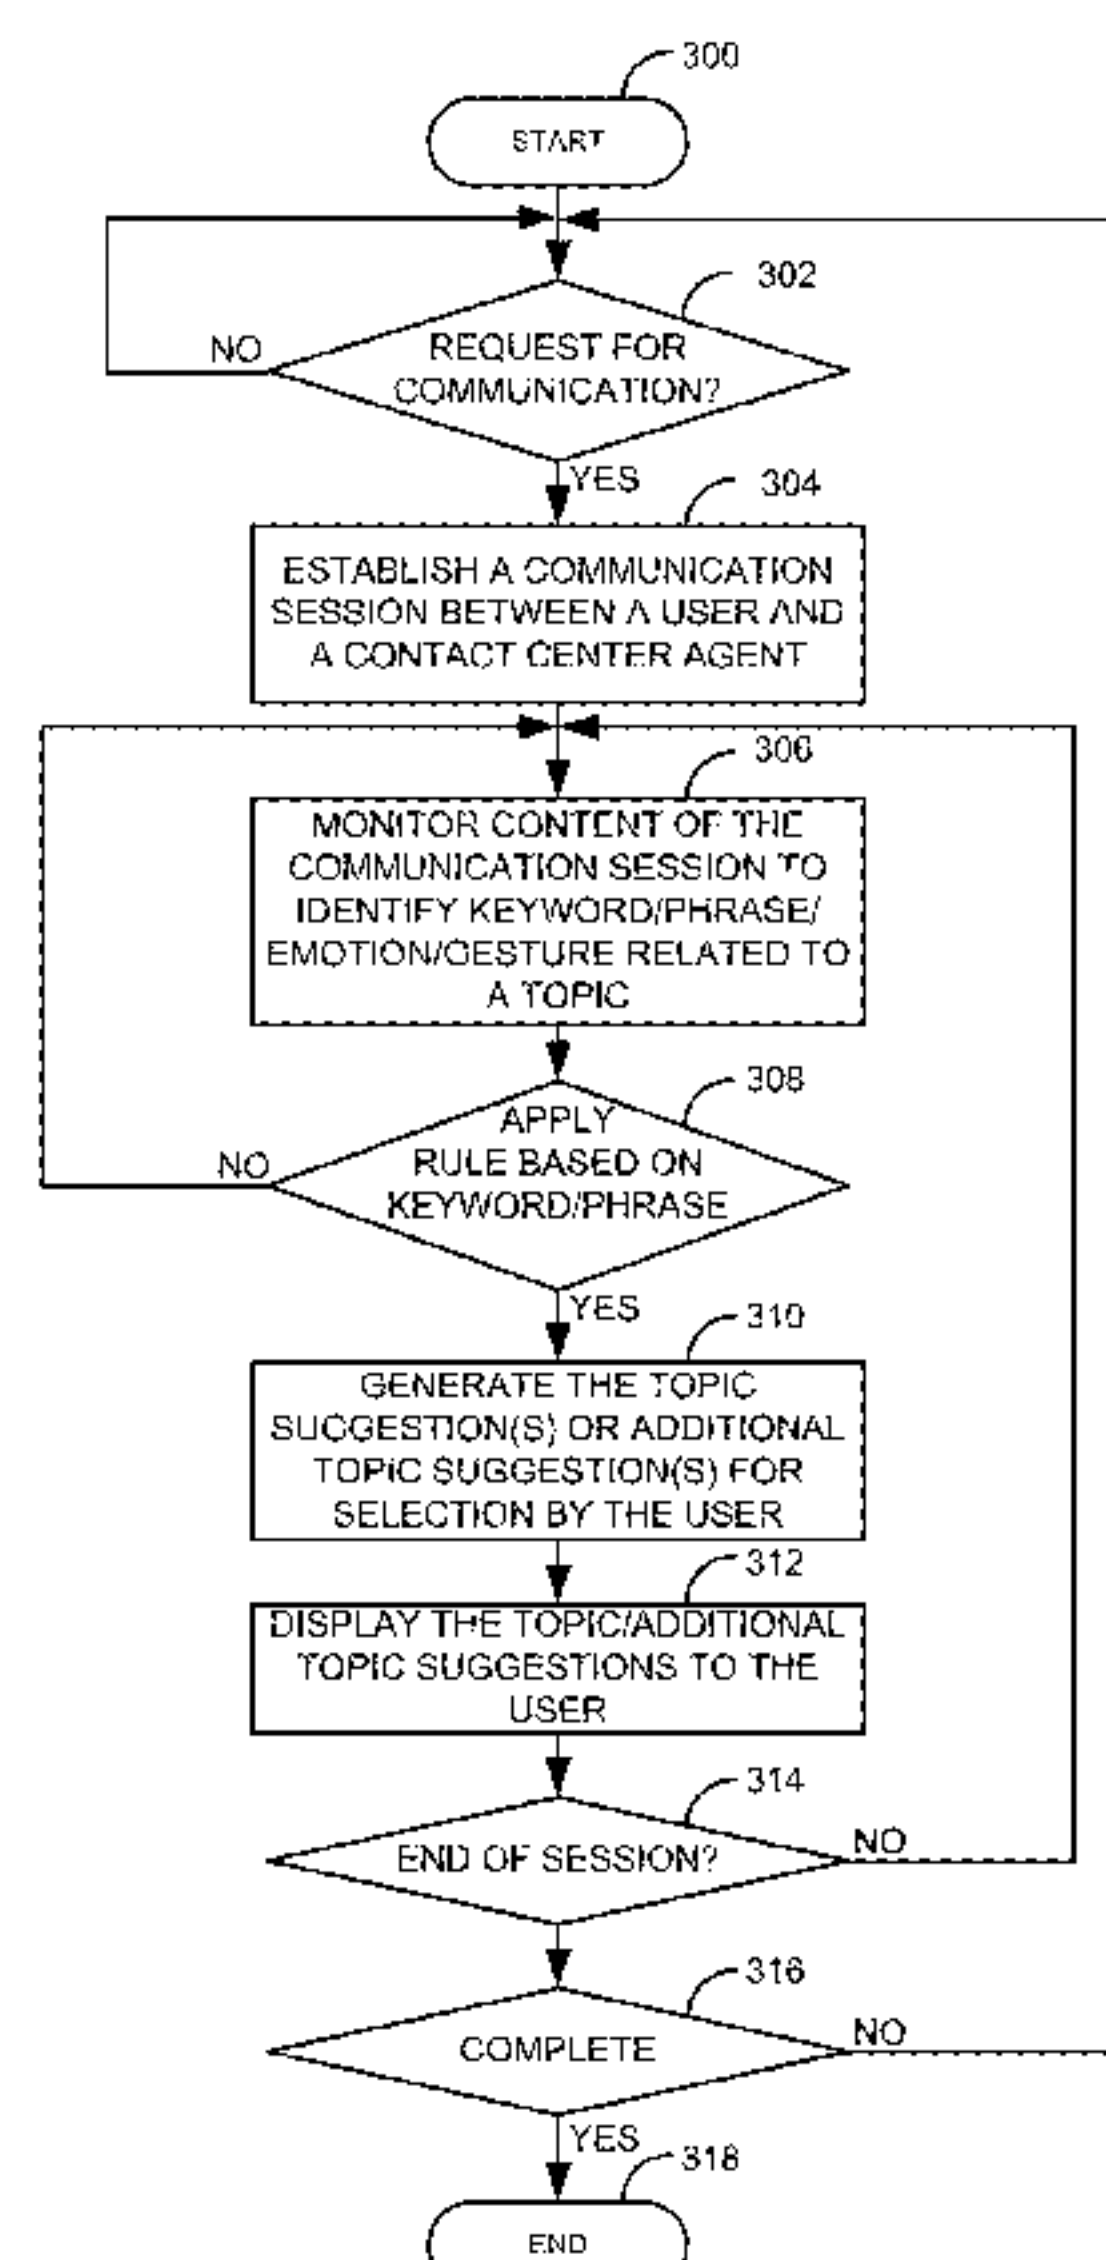 300
START
302
REQUEST FOR
COMMUNICATION?
NO
YES
304
ESTABLISH A COMMUNICATION
SESSION BETWEEN A USER AND
A CONTACT CENTER AGENT
306
MONITOR CONTENT OF THE
COMMUNICATION SESSION TO
IDENTIFY KEYWORD/PHRASE/
EMOTION/GESTURE RELATED TO
A TOPIC
308
APPLY
RULE BASED ON
KEYWORD/PHRASE
NO
YES
310
GENERATE THE TOPIC
SUGGESTION(S) OR ADDITIONAL
TOPIC SUGGESTION(S) FOR
SELECTION BY THE USER
312
DISPLAY THE TOPIC/ADDITIONAL
TOPIC SUGGESTIONS TO THE
USER
314
END OF SESSION?
NO
316
COMPLETE
NO
YES
318
END